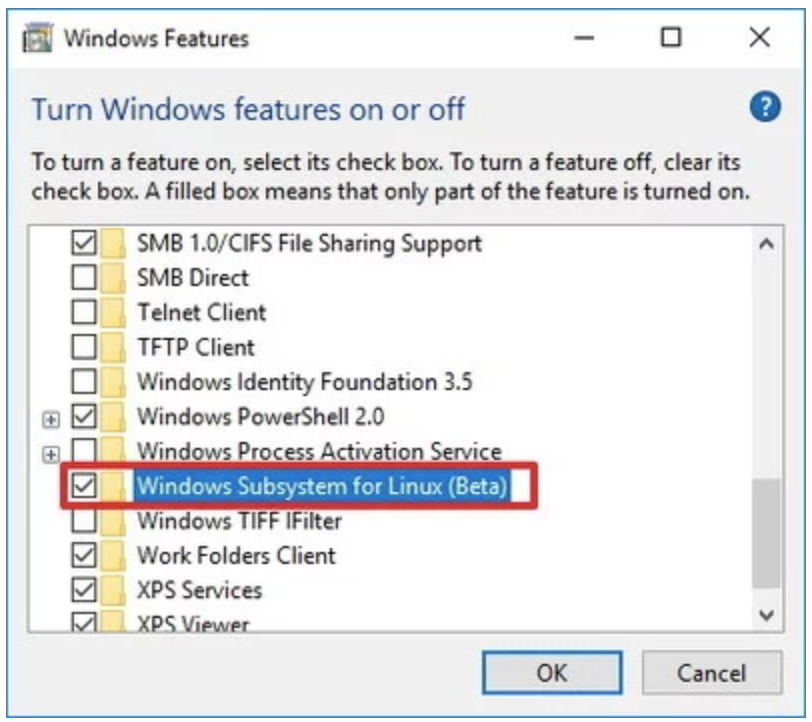 Windows Features
Turn Windows features on or off
?
To turn a feature on, select its check box. To turn a feature off, clear its
check box. A filled box means that only part of the feature is turned on.
SMB 1.0/CIFS File Sharing Support
SMB Direct
Telnet Client
TFTP Client
Windows Identity Foundation 3.5
Windows PowerShell 2.0
Windows Process Activation Service
Windows Subsystem for Linux (Beta)
Windows TIFF IFilter
Work Folders Client
XPS Services
XPS Viewer
OK
Cancel